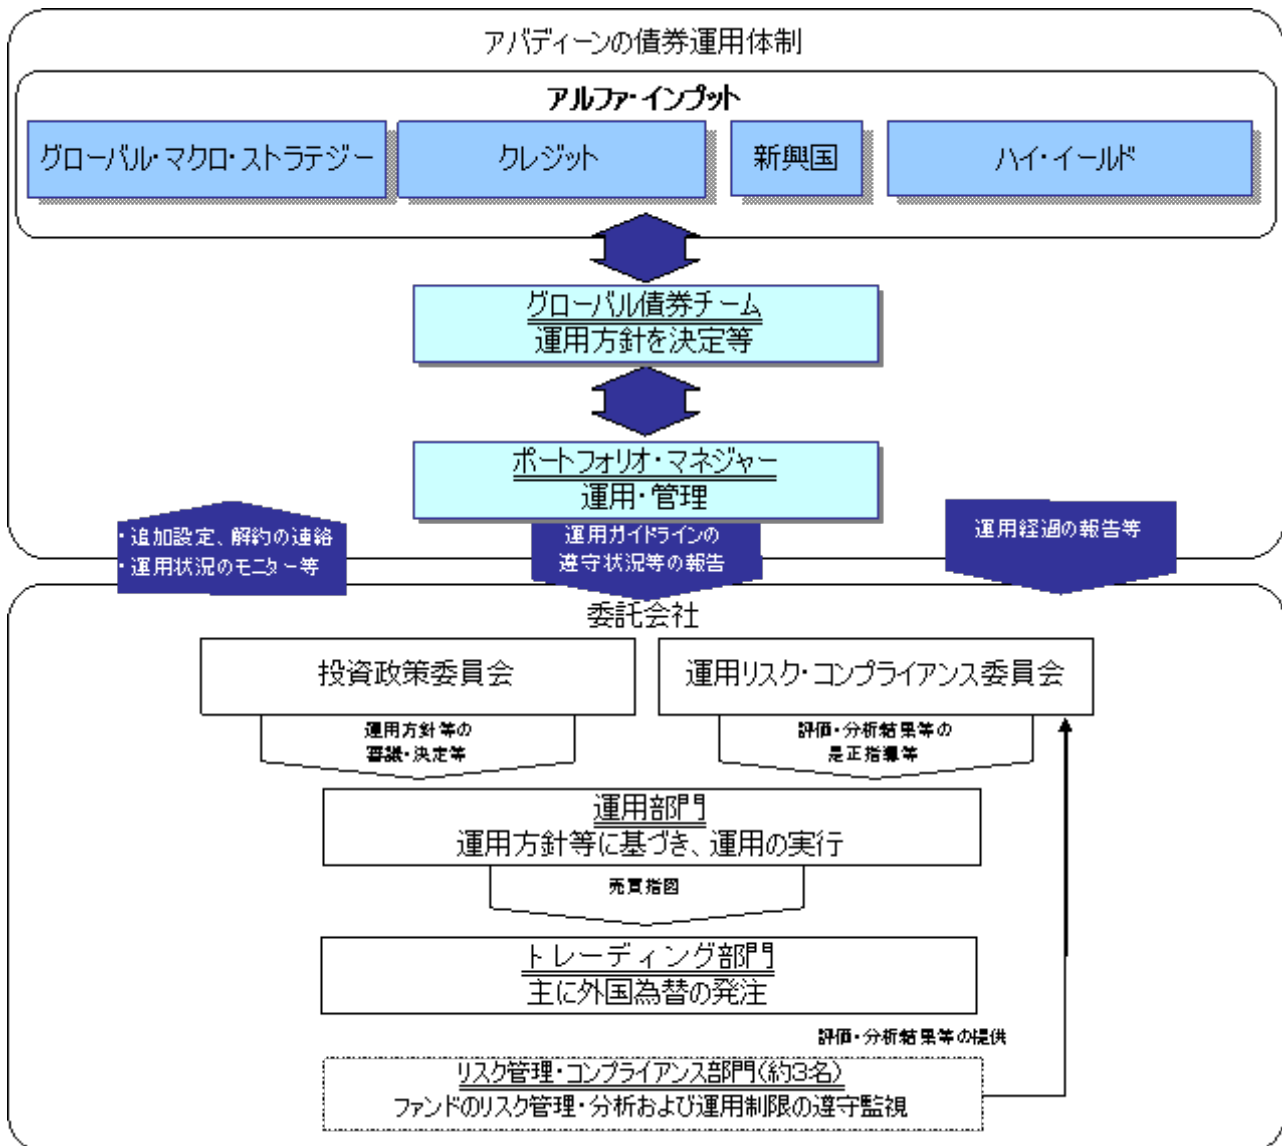 アバディーンの債券運用体制
アルファ・インプット
グローバル・マクロ・ストラテジー
クレジット
新興国
ハイ・イールド
グローバル債券チーム
運用方針を決定等
ポートフォリオ・マネジャー
運用・管理
・追加設定、解約の連絡
・運用状況のモニター等
運用ガイドラインの
遵守状況等の報告
運用経過の報告等
委託会社
投資政策委員会
運用リスク・コンプライアンス委員会
運用方針等の
審議・決定等
評価・分析結果等の
是正指導等
運用部門
運用方針等に基づき、運用の実行
売買指図
トレーディング部門
主に外国為替の発注
評価・分析結果等の提供
リスク管理・コンプライアンス部門(約3名)
ファンドのリスク管理・分析および運用制限の遵守監視